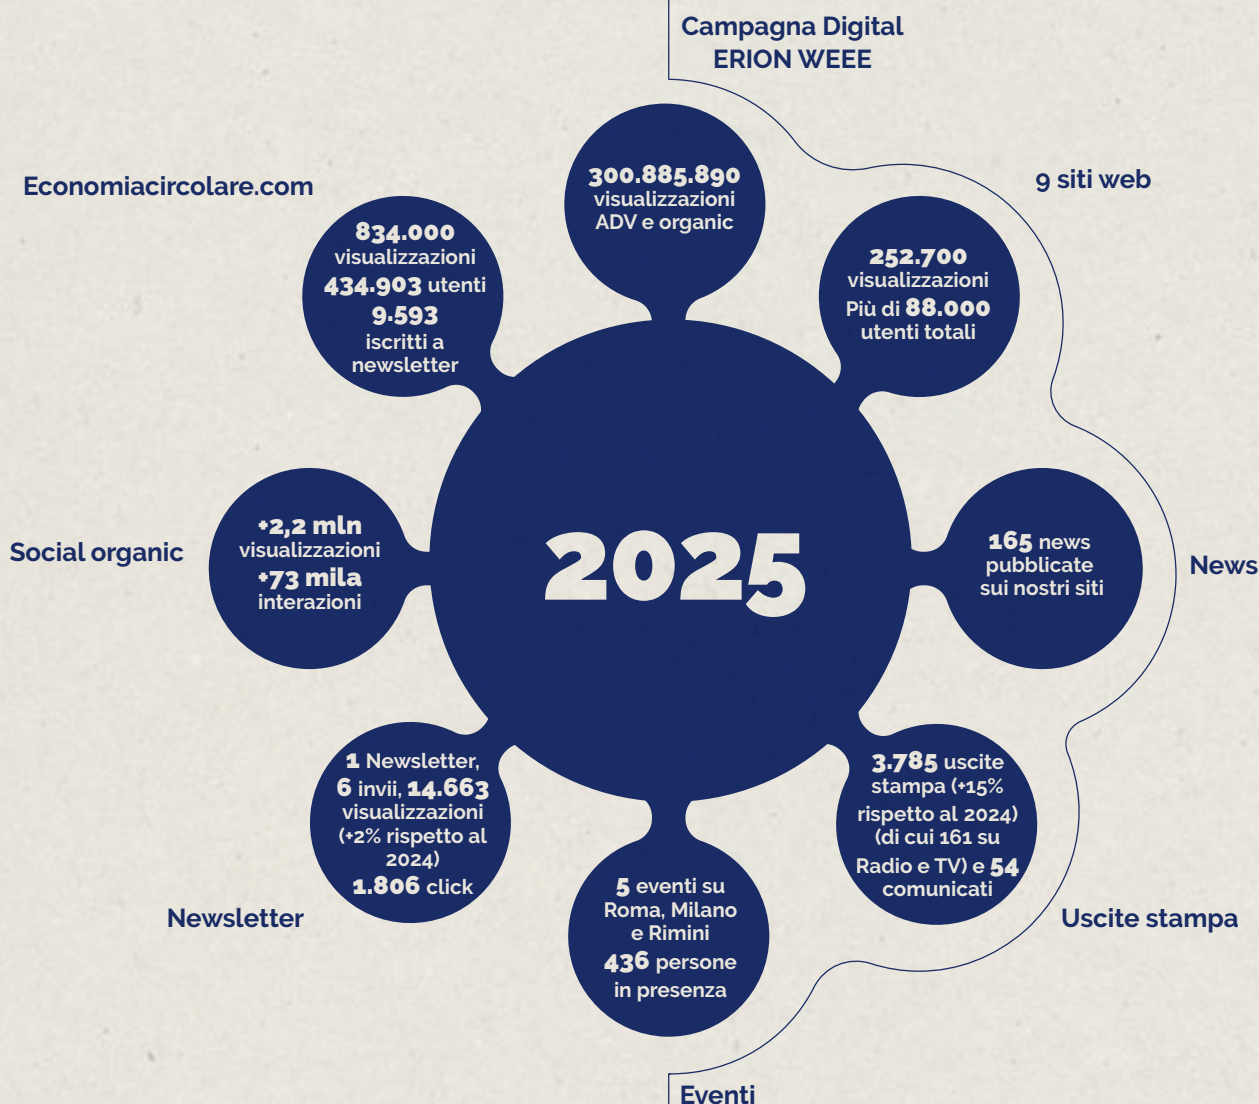 Campagna Digital
ERION WEEE
300.885.890
visualizzazioni
ADV e organic
9 siti web
252.700
visualizzazioni
Più di 88.000
utenti totali
News
165 news
pubblicate
sui nostri siti
Uscite stampa
3.785 uscite
stampa (+15%
rispetto al 2024)
(di cui 161 su
Radio e TV) e 54
comunicati
Eventi
5 eventi su
Roma, Milano
e Rimini
436 persone
in presenza
Newsletter
1 Newsletter,
6 invii, 14.663
visualizzazioni
(+2% rispetto al
2024)
1.806 click
Social organic
+2,2 mln
visualizzazioni
+73 mila
interazioni
Economiacircolare.com
834.000
visualizzazioni
434.903 utenti
9.593
iscritti a
newsletter
2025